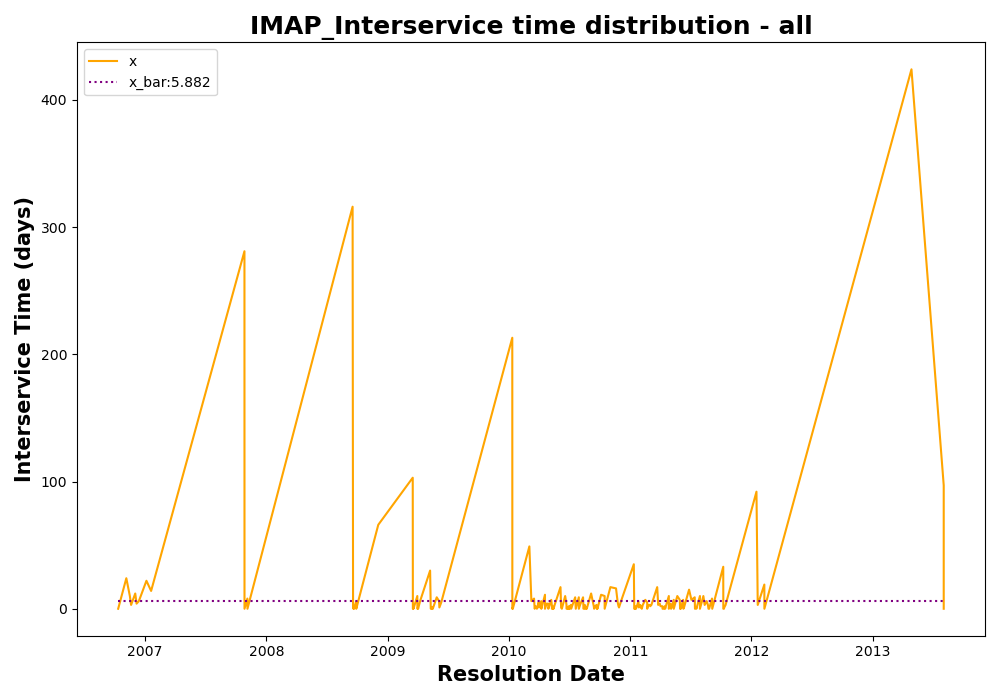 IMAP_Interservice time distribution - all
x
x_bar:5.882
400
300
200
100
0
Interservice Time (days)
2007 2008 2009 2010 2011 2012 2013
Resolution Date